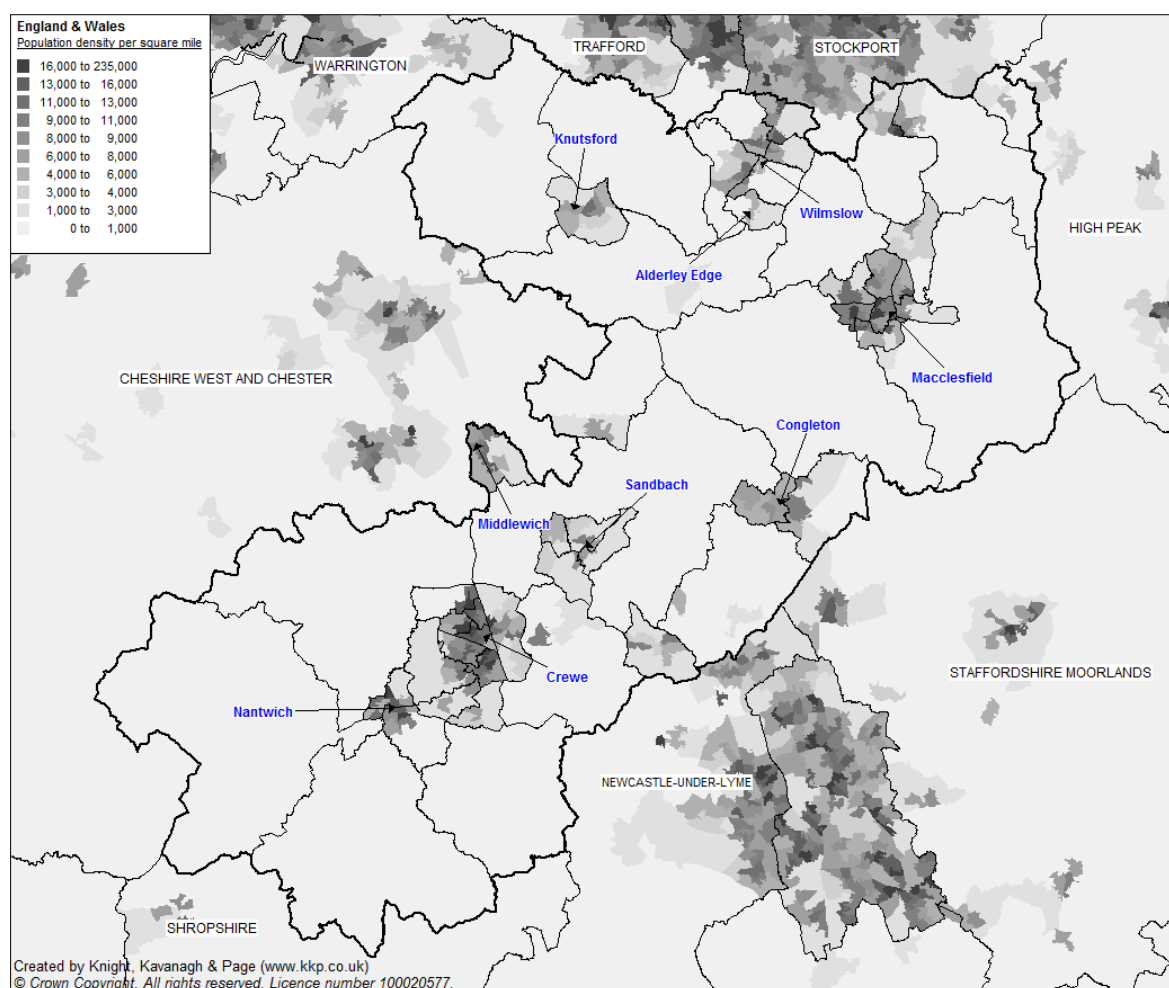 England & Wales
Population density per square mile
16,000 to 235,000
13,000 to 16,000
11,000 to 13,000
9,000 to 11,000
8,000 to 9,000
6,000 to 8,000
4,000 to 6,000
3,000 to 4,000
1,000 to 3,000
0 to 1,000
TRAFFORD
STOCKPORT
WARRINGTON
Knutsford
Wilmslow
HIGH PEAK
Alderley Edge
CHESHIRE WEST AND CHESTER
Macclesfield
Congleton
Sandbach
Middlewich
STAFFORDSHIRE MOORLANDS
Crewe
Nantwich
NEWCASTLE-UNDER-LYME
SHROPSHIRE
Created by Knight, Kavanagh & Page (www.kkp.co.uk)
© Crown Copyright. All rights reserved. Licence number 100020577.